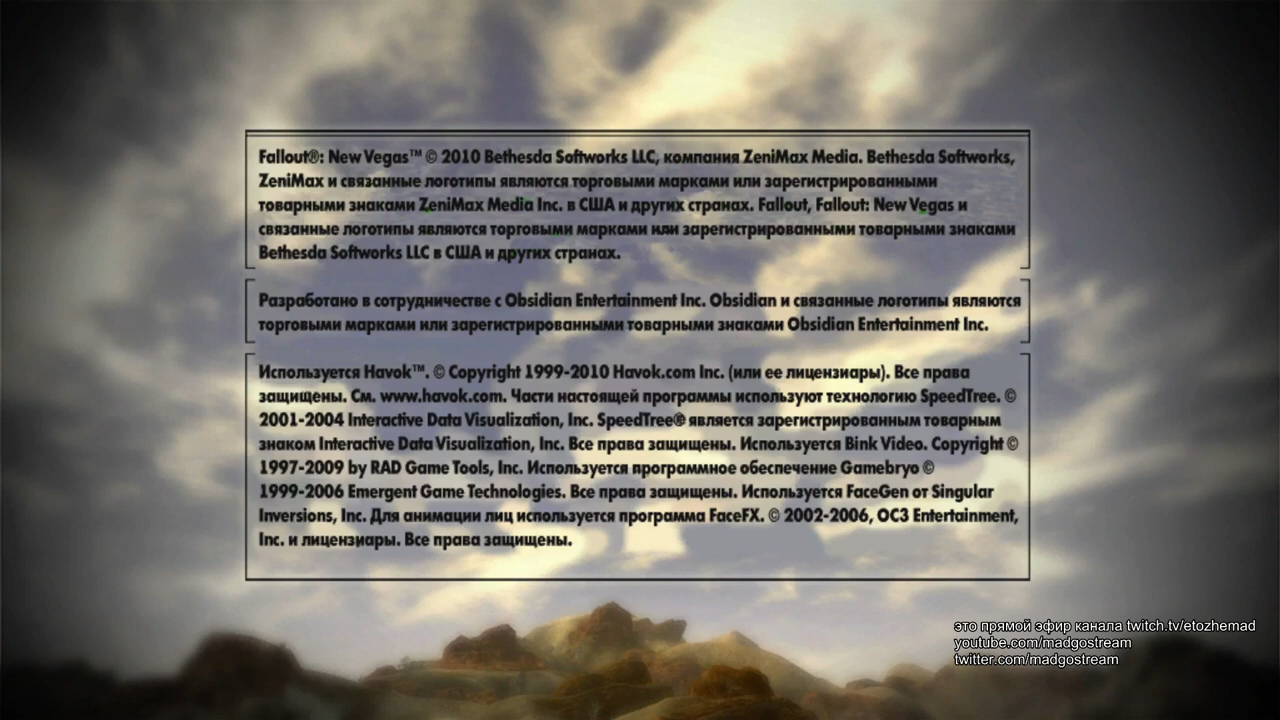 Fallout®: New Vegas™ © 2010 Bethesda Softworks LLC, компания ZeniMax Media. Bethesda Softworks,
ZeniMax и связанные логотипы являются торговыми марками или зарегистрированными
товарными знаками ZeniMax Media Inc. в США и других странах. Fallout, Fallout: New Vegas и
связанные логотипы являются торговыми марками или зарегистрированными товарными знаками
Bethesda Softworks LLC в США и других странах.
Разработано в сотрудничестве с Obsidian Entertainment Inc. Obsidian и связанные логотипы являются
торговыми марками или зарегистрированными товарными знаками Obsidian Entertainment Inc.
Используется Havok™. © Copyright 1999-2010 Havok.com Inc. (или ее лицензиары). Все права
защищены. См. www.havok.com. Части настоящей программы используют технологию SpeedTree. ©
2001-2004 Interactive Data Visualization, Inc. SpeedTree® является зарегистрированным товарным
знаком Interactive Data Visualization, Inc. Все права защищены. Используется Bink Video. Copyright ©
1997-2009 by RAD Game Tools, Inc. Используется программное обеспечение Gamebryo ©
1999-2006 Emergent Game Technologies. Все права защищены. Используется FaceGen от Singular
Inversions, Inc. Для анимации лиц используется программа FaceFX. © 2002-2006, OC3 Entertainment,
Inc. и лицензиары. Все права защищены.
это прямой эфир канала twitch.tv/etozhemad
youtube.com/madgostream
twitter.com/madgostream